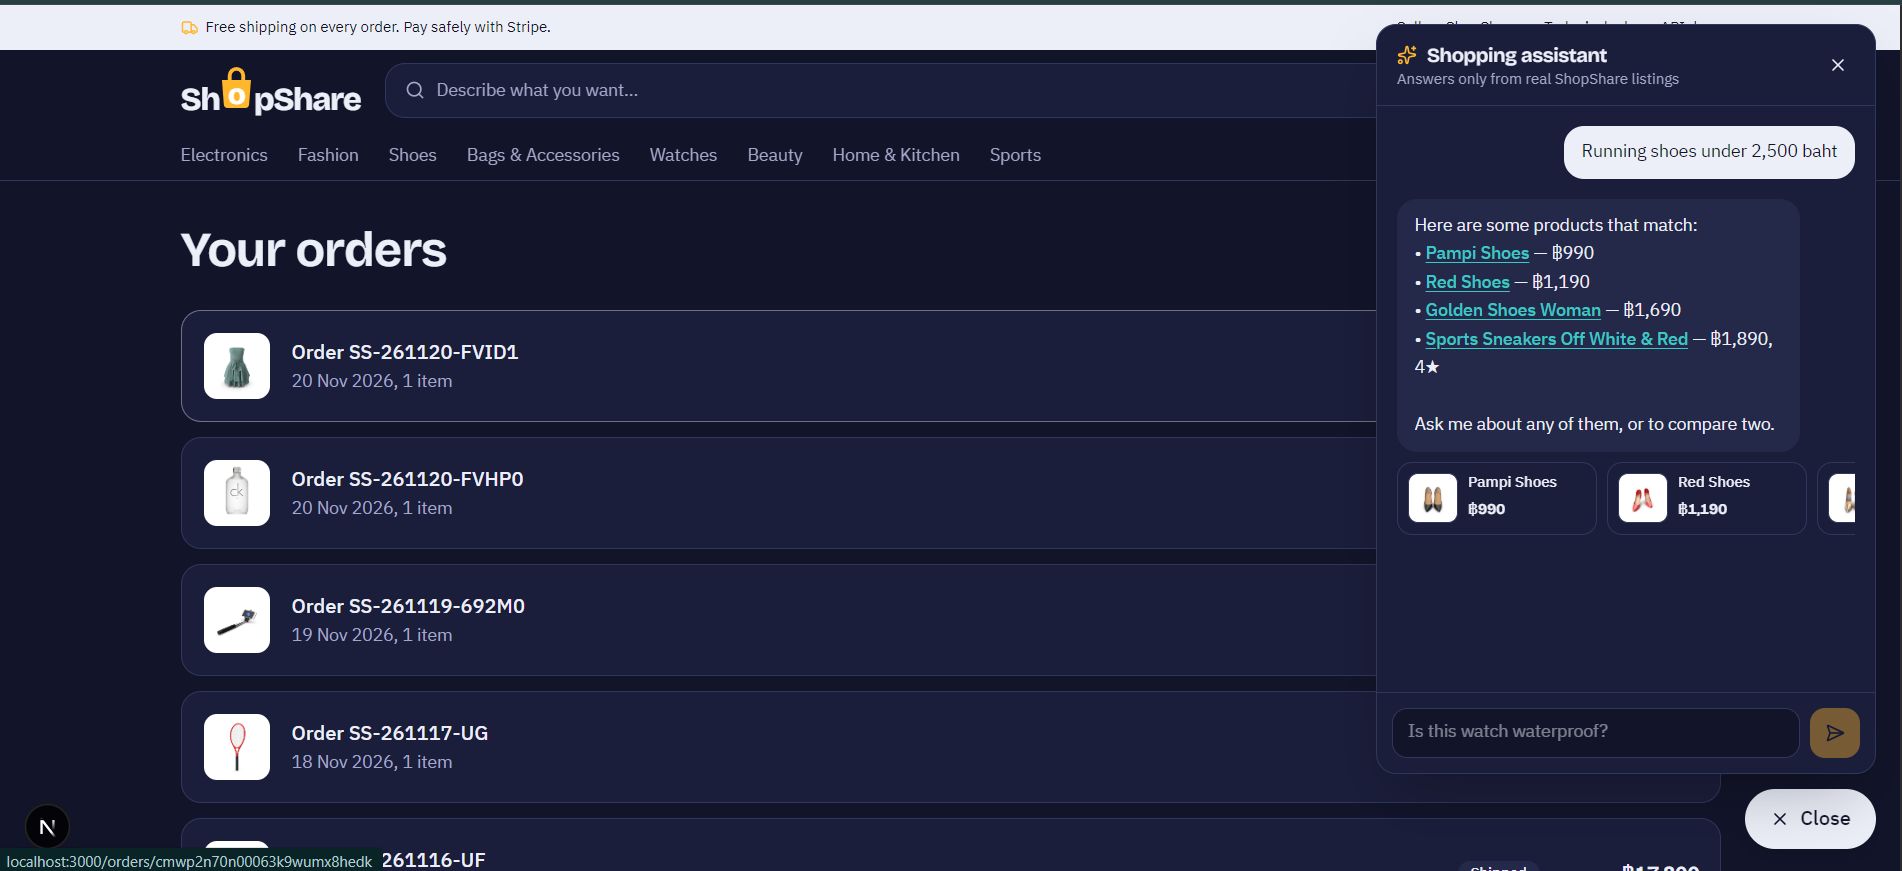 Free shipping on every order. Pay safely with Stripe.
ShopShare
Describe what you want...
Electronics Fashion Shoes Bags & Accessories Watches Beauty Home & Kitchen Sports
Your orders
Order SS-261120-FVID1
20 Nov 2026, 1 item
Order SS-261120-FVHP0
20 Nov 2026, 1 item
Order SS-261119-692M0
19 Nov 2026, 1 item
Order SS-261117-UG
18 Nov 2026, 1 item
261116-UF
Shipped
฿17,800
localhost:3000/orders/cmwp2n70n00063k9wumx8hedk
N
Shopping assistant
Answers only from real ShopShare listings
Running shoes under 2,500 baht
Here are some products that match:
• Pampi Shoes — ฿990
• Red Shoes — ฿1,190
• Golden Shoes Woman — ฿1,690
• Sports Sneakers Off White & Red — ฿1,890,
4★
Ask me about any of them, or to compare two.
Pampi Shoes
฿990
Red Shoes
฿1,190
Is this watch waterproof?
Close